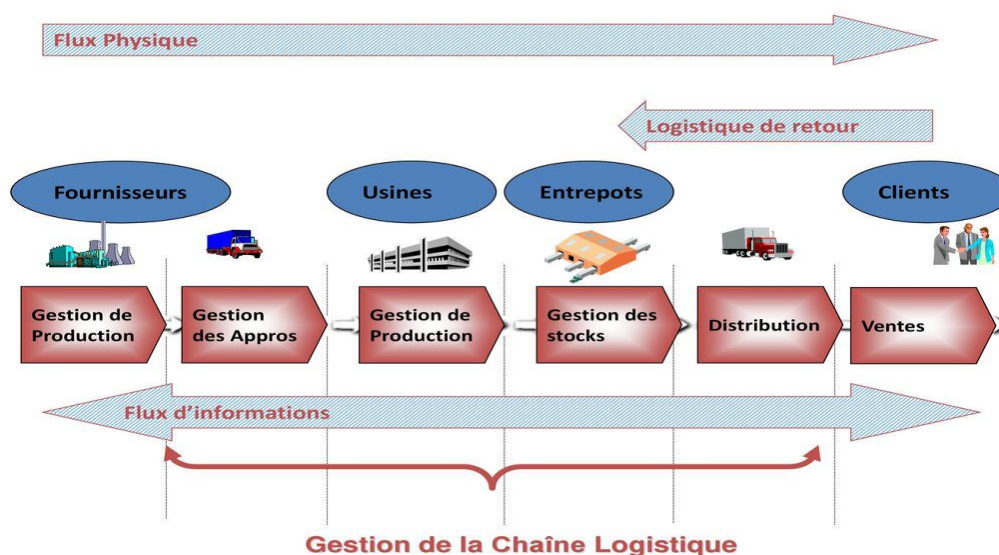 Flux Physique
Logistique de retour
Fournisseurs
Usines
Entrepots
Clients
Gestion de
Production
Gestion
des Appros
Gestion de
Production
Gestion des
stocks
Distribution
Ventes
Flux d'informations
Gestion de la Chaîne Logistique